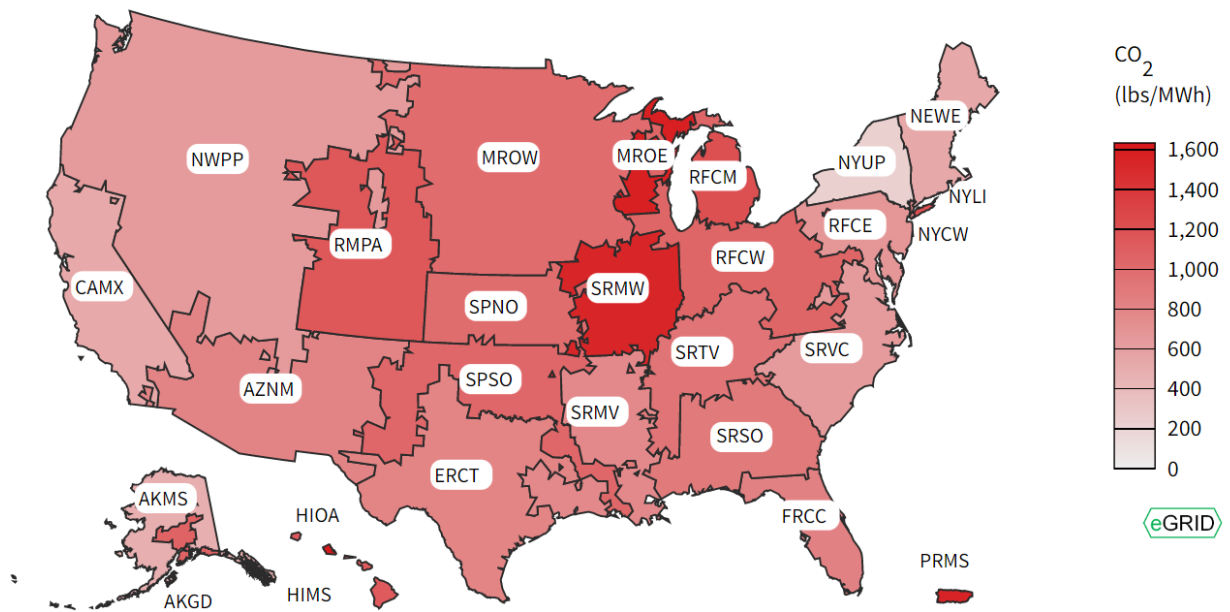 CO2
(lbs/MWh)
1,600
1,400
1,200
1,000
800
600
400
200
0
eGRID
NEWE
NWPP
MROW
MROE
NYUP
RFCM
NYLI
RFCE
NYCW
RMPA
RFCW
CAMX
SRMW
SPNO
SRTV
SRVC
AZNM
SPSO
SRMV
SRSO
ERCT
AKMS
HIOA
FRCC
PRMS
AKGD
HIMS